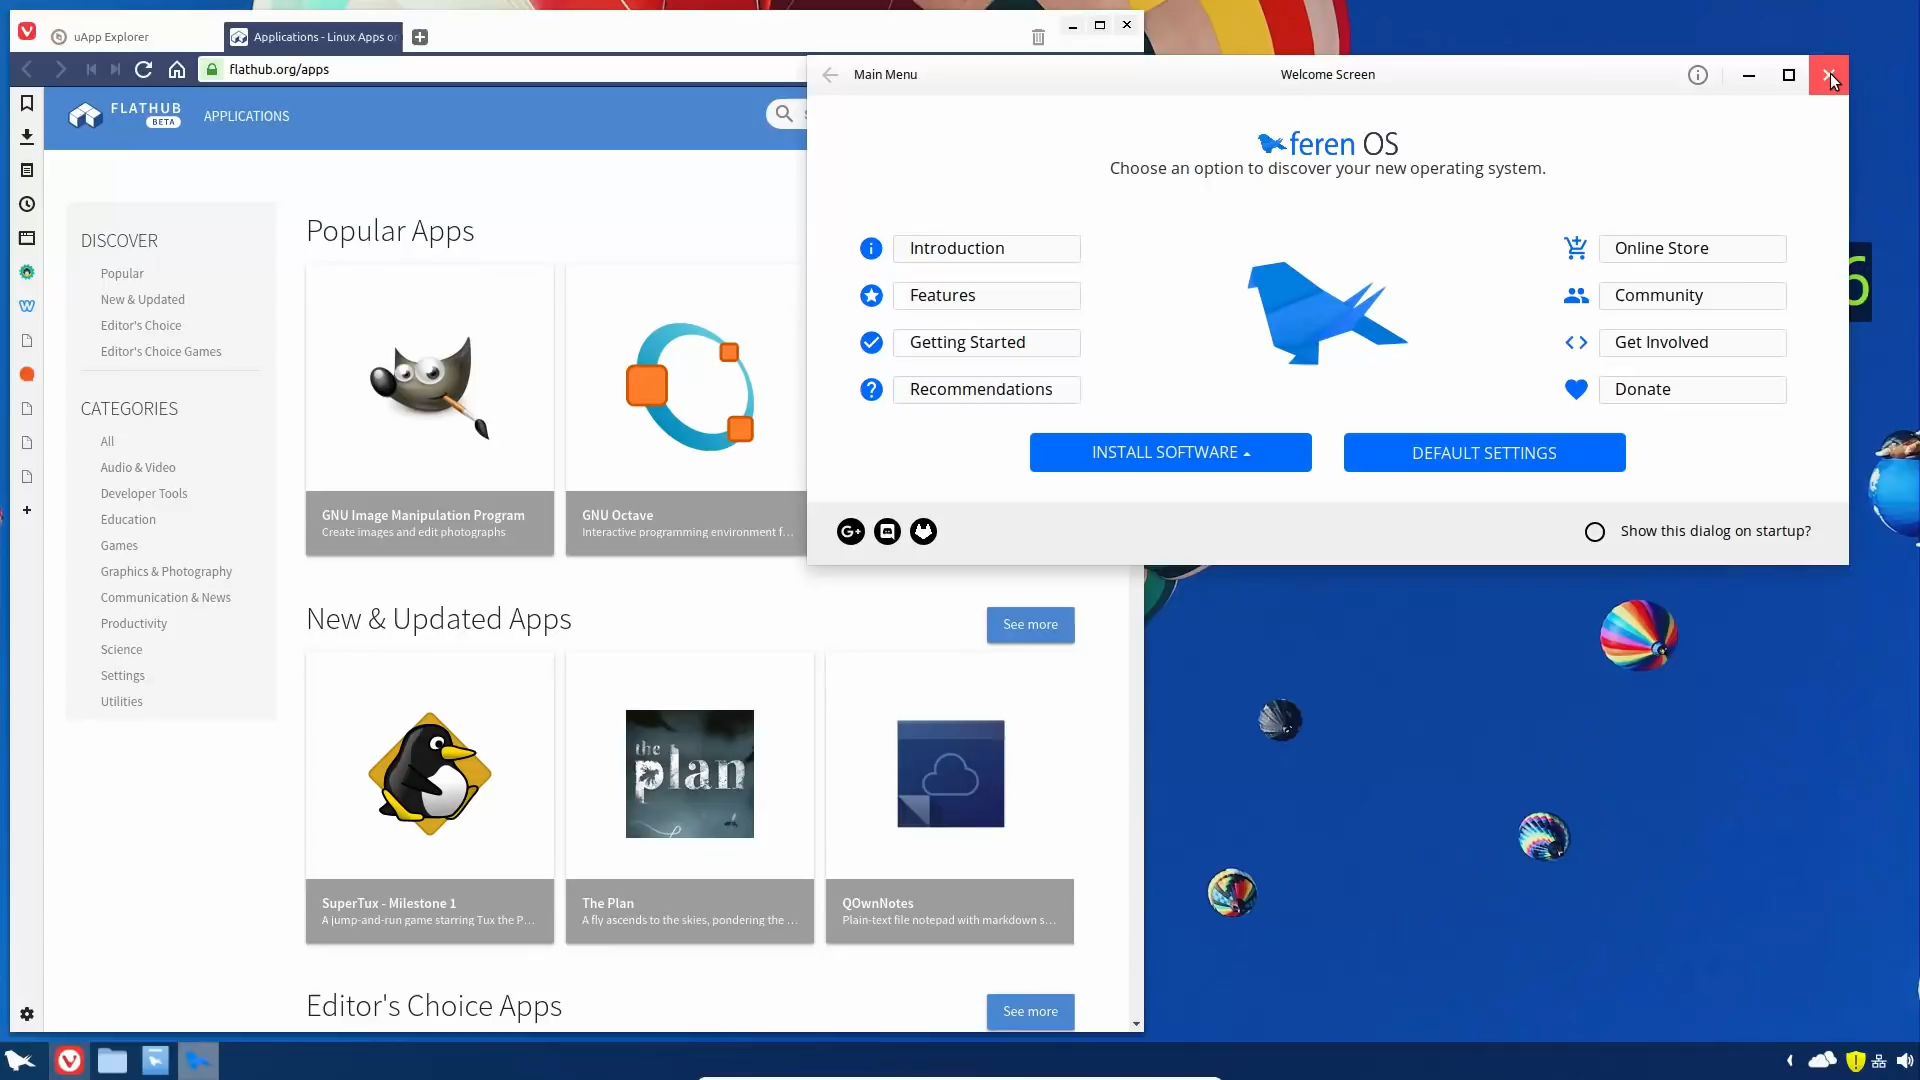 uApp Explorer
Applications - Linux Apps on
flathub.org/apps
FLATHUB
BETA
APPLICATIONS
DISCOVER
Popular
New & Updated
Editor's Choice
Editor's Choice Games
CATEGORIES
All
Audio & Video
Developer Tools
Education
Games
Graphics & Photography
Communication & News
Productivity
Science
Settings
Utilities
Popular Apps
GNU Image Manipulation Program
Create images and edit photographs
GNU Octave
Interactive programming environment f...
New & Updated Apps
See more
SuperTux - Milestone 1
A jump-and-run game starring Tux the P...
the
plan
The Plan
A fly ascends to the skies, pondering the ...
QOwnNotes
Plain-text file notepad with markdown s...
Editor's Choice Apps
See more
Main Menu
Welcome Screen
feren OS
Choose an option to discover your new operating system.
Introduction
Features
Getting Started
Recommendations
Online Store
Community
Get Involved
Donate
INSTALL SOFTWARE
DEFAULT SETTINGS
G+
Show this dialog on startup?
6